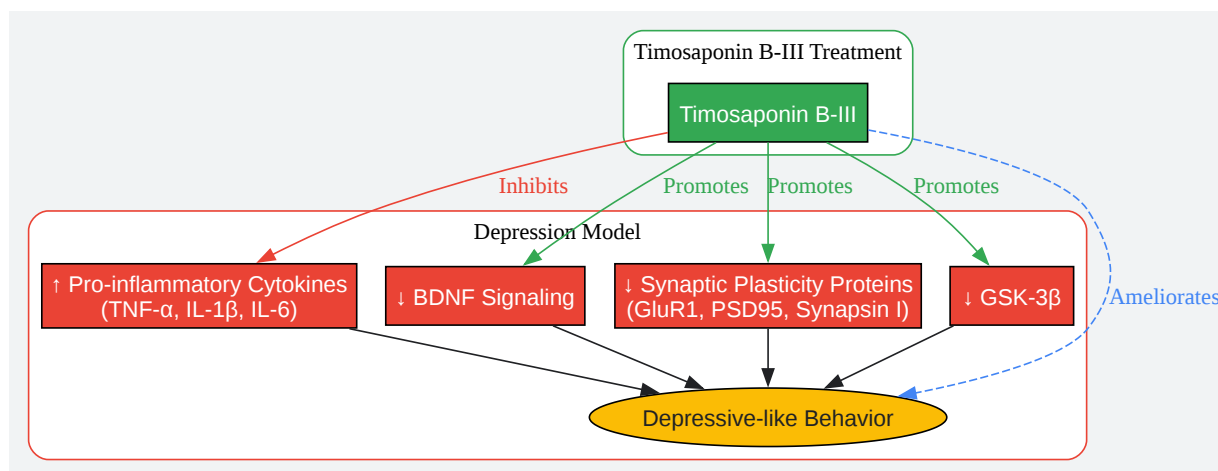 Timosaponin B-III Treatment
Timosaponin B-III
Inhibits
Promotes
Promotes
Promotes
Depression Model
↑ Pro-inflammatory Cytokines
(TNF-α, IL-1β, IL-6)
↓ BDNF Signaling
↓ Synaptic Plasticity Proteins
(GluR1, PSD95, Synapsin I)
↓ GSK-3β
Ameliorates
Depressive-like Behavior